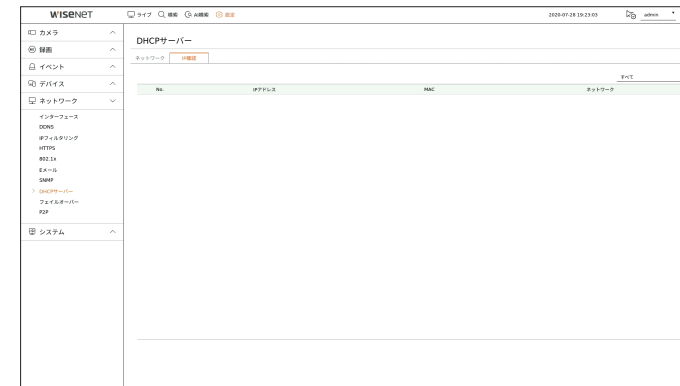 WISENET
ライブ 検索 AI検索 設定
2020-07-28 19:23:03
admin
カメラ
録画
イベント
デバイス
ネットワーク
インターフェース
DDNS
IPフィルタリング
HTTPS
802.1x
Eメール
SNMP
DHCPサーバー
フェイルオーバー
P2P
システム
DHCPサーバー
ネットワーク IP確認
すべて
No. IPアドレス MAC ネットワーク